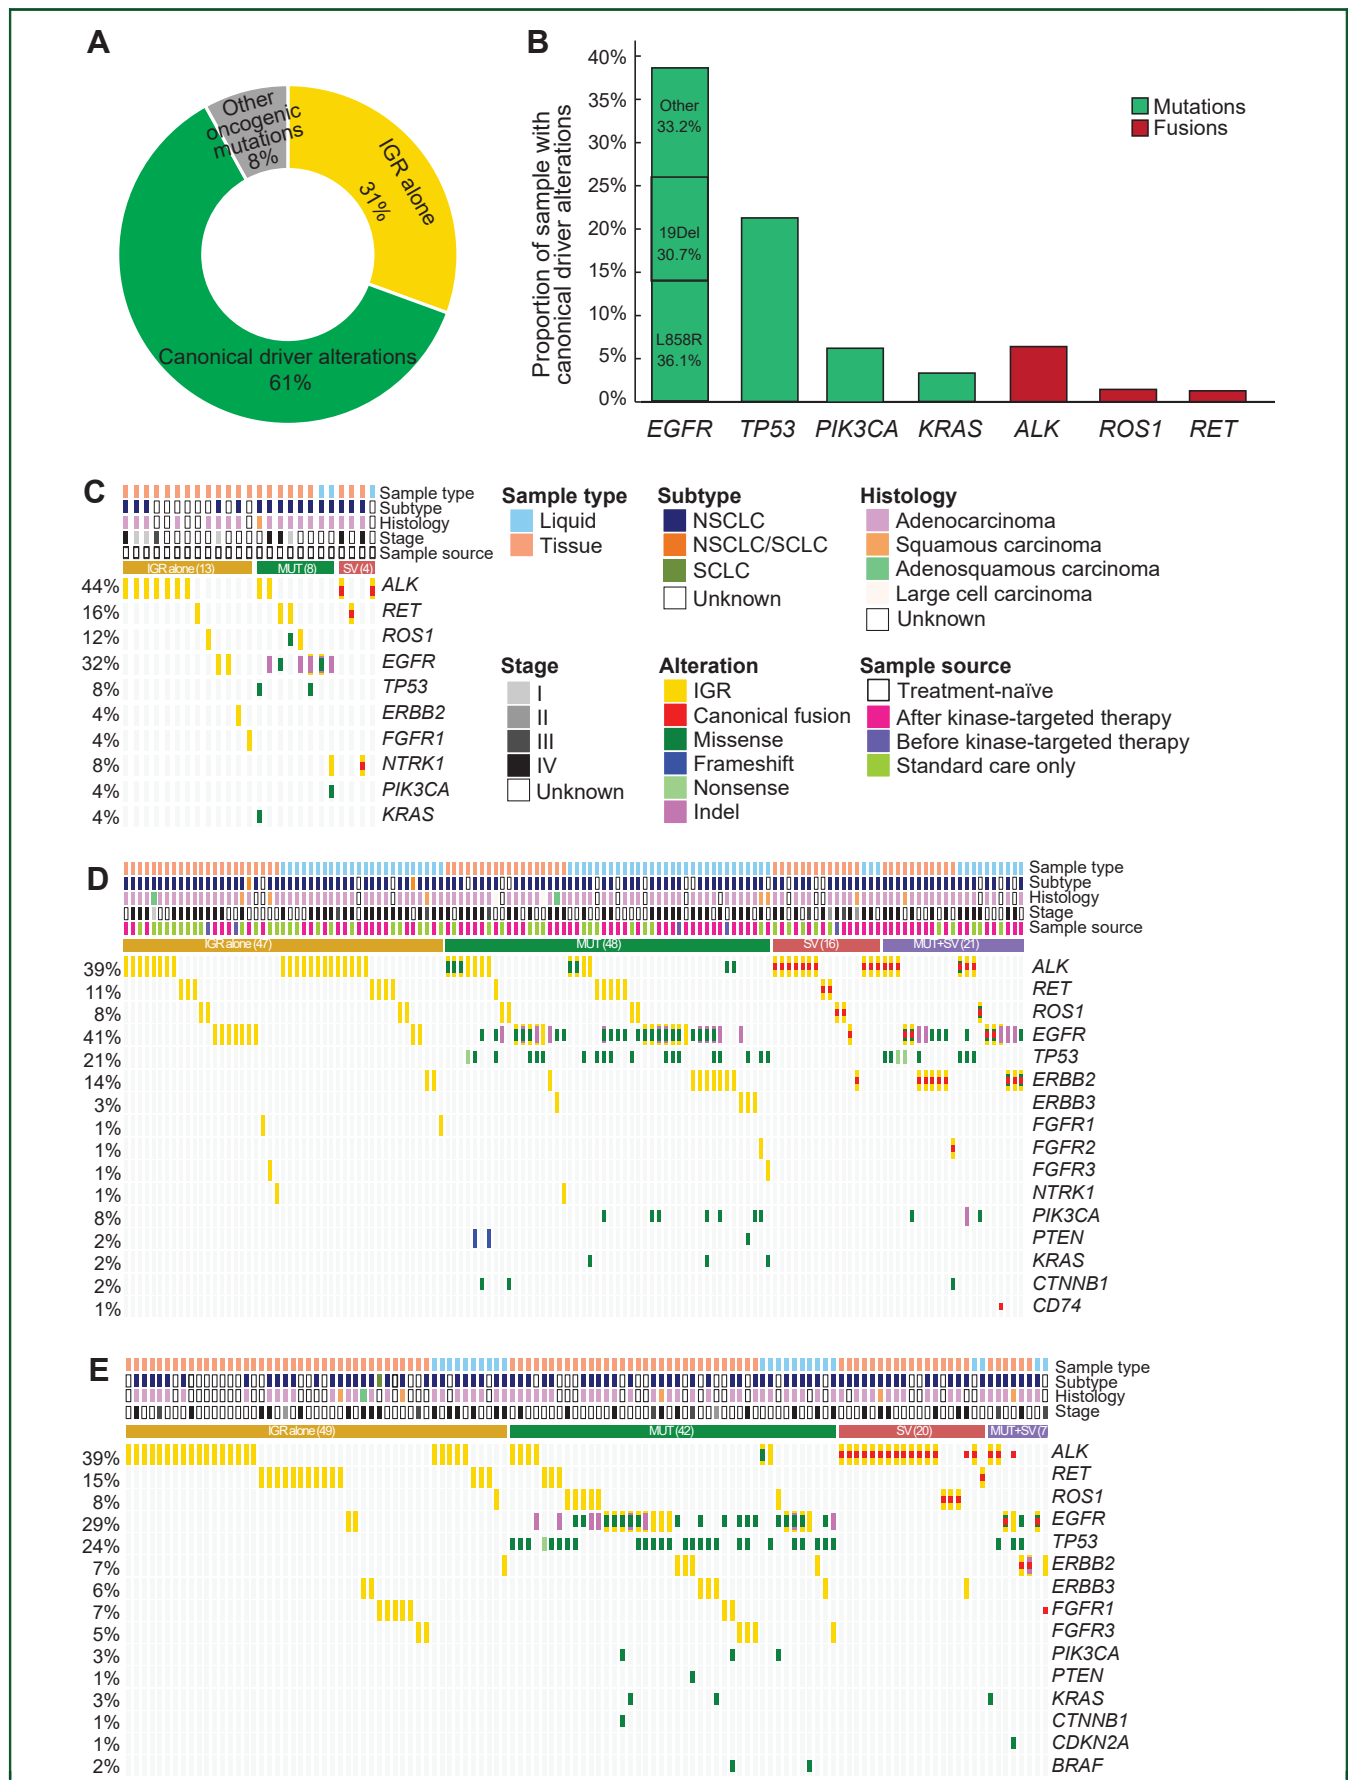 A
Other
oncogenic
mutations
8%
IGR alone
31%
Canonical driver alterations
61%
B
Proportion of sample with
canonical driver alterations
40%
35%
30%
25%
20%
15%
10%
5%
0%
Other
33.2%
19Del
30.7%
L858R
36.1%
EGFR TP53 PIK3CA KRAS ALK ROS1 RET
Mutations
Fusions
C
Sample type
Subtype
Histology
Stage
Sample source
IGR alone (13) MUT (8) SV (4)
44% ALK
16% RET
12% ROS1
32% EGFR
8% TP53
4% ERBB2
4% FGFR1
8% NTRK1
4% PIK3CA
4% KRAS
Sample type
Liquid
Tissue
Subtype
NSCLC
NSCLC/SCLC
SCLC
Unknown
Histology
Adenocarcinoma
Squamous carcinoma
Adenosquamous carcinoma
Large cell carcinoma
Unknown
Stage
I
II
III
IV
Unknown
Alteration
IGR
Canonical fusion
Missense
Frameshift
Nonsense
Indel
Sample source
Treatment-naïve
After kinase-targeted therapy
Before kinase-targeted therapy
Standard care only
D
Sample type
Subtype
Histology
Stage
Sample source
IGR alone (47) MUT (48) SV (16) MUT+SV (21)
39% ALK
11% RET
8% ROS1
41% EGFR
21% TP53
14% ERBB2
3% ERBB3
1% FGFR1
1% FGFR2
1% FGFR3
1% NTRK1
8% PIK3CA
2% PTEN
2% KRAS
2% CTNNB1
1% CD74
E
Sample type
Subtype
Histology
Stage
IGR alone (49) MUT (42) SV (20) MUT+SV (7
39% ALK
15% RET
8% ROS1
29% EGFR
24% TP53
7% ERBB2
6% ERBB3
7% FGFR1
5% FGFR3
3% PIK3CA
1% PTEN
3% KRAS
1% CTNNB1
1% CDKN2A
2% BRAF